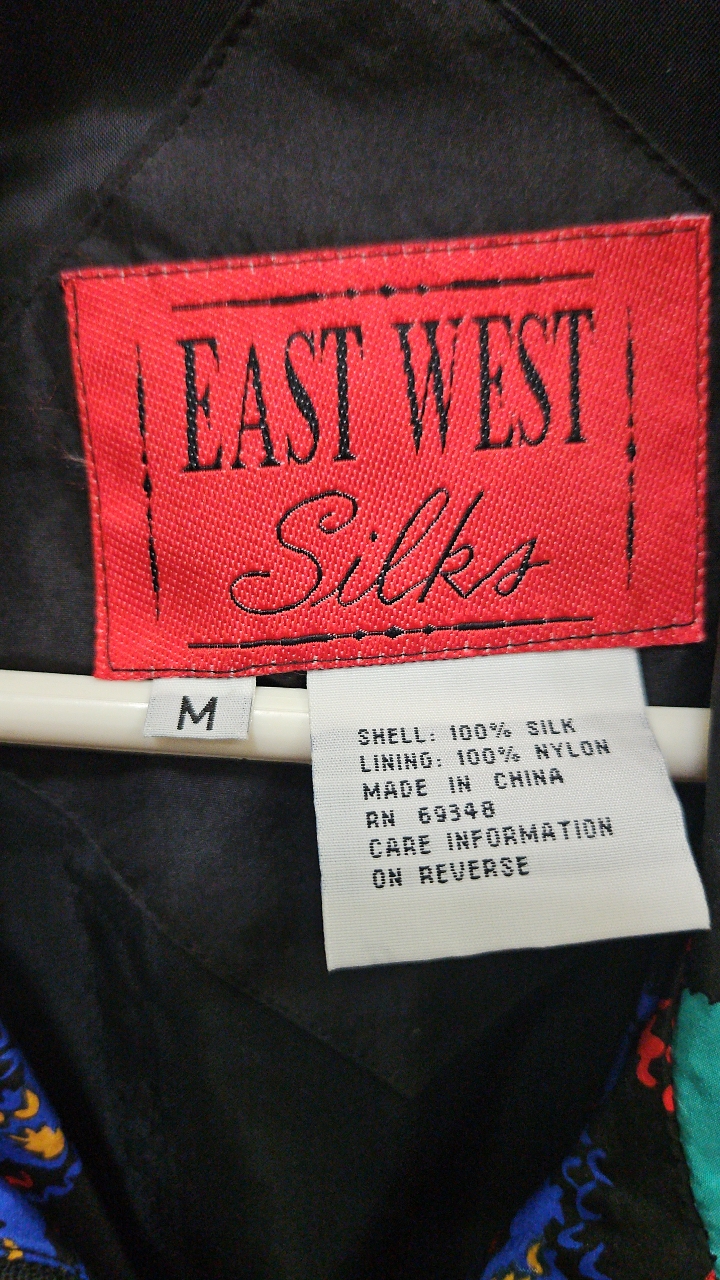 EAST WEST
Silks
M
SHELL: 100% SILK
LINING: 100% NYLON
MADE IN CHINA
RN 69348
CARE INFORMATION
ON REVERSE